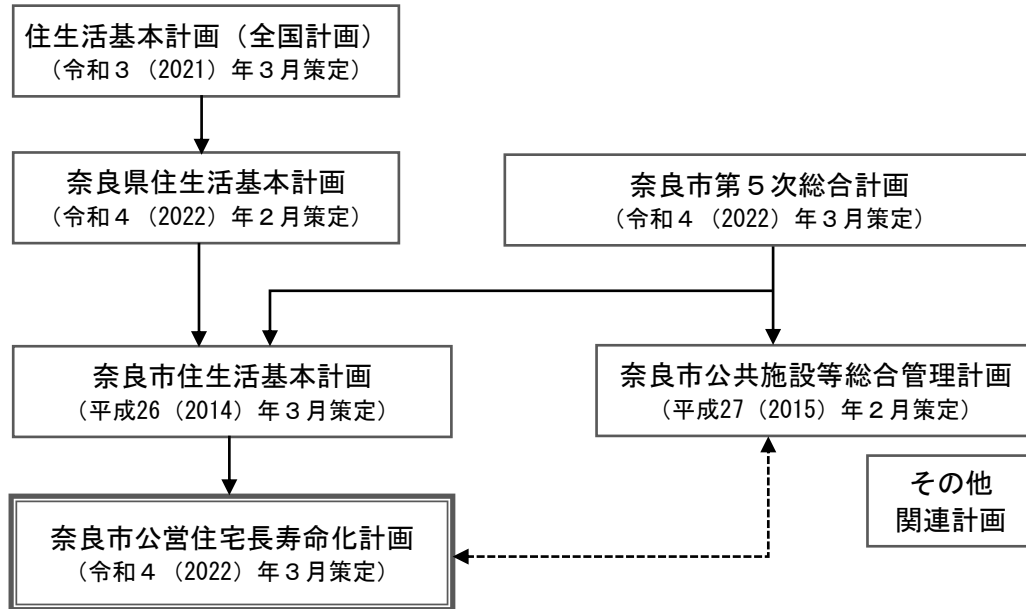 住生活基本計画（全国計画）
（令和３（2021）年３月策定）
奈良県住生活基本計画
（令和４（2022）年２月策定）
奈良市第５次総合計画
（令和４（2022）年３月策定）
奈良市住生活基本計画
（平成26（2014）年３月策定）
奈良市公共施設等総合管理計画
（平成27（2015）年２月策定）
その他
関連計画
奈良市公営住宅長寿命化計画
（令和４（2022）年３月策定）